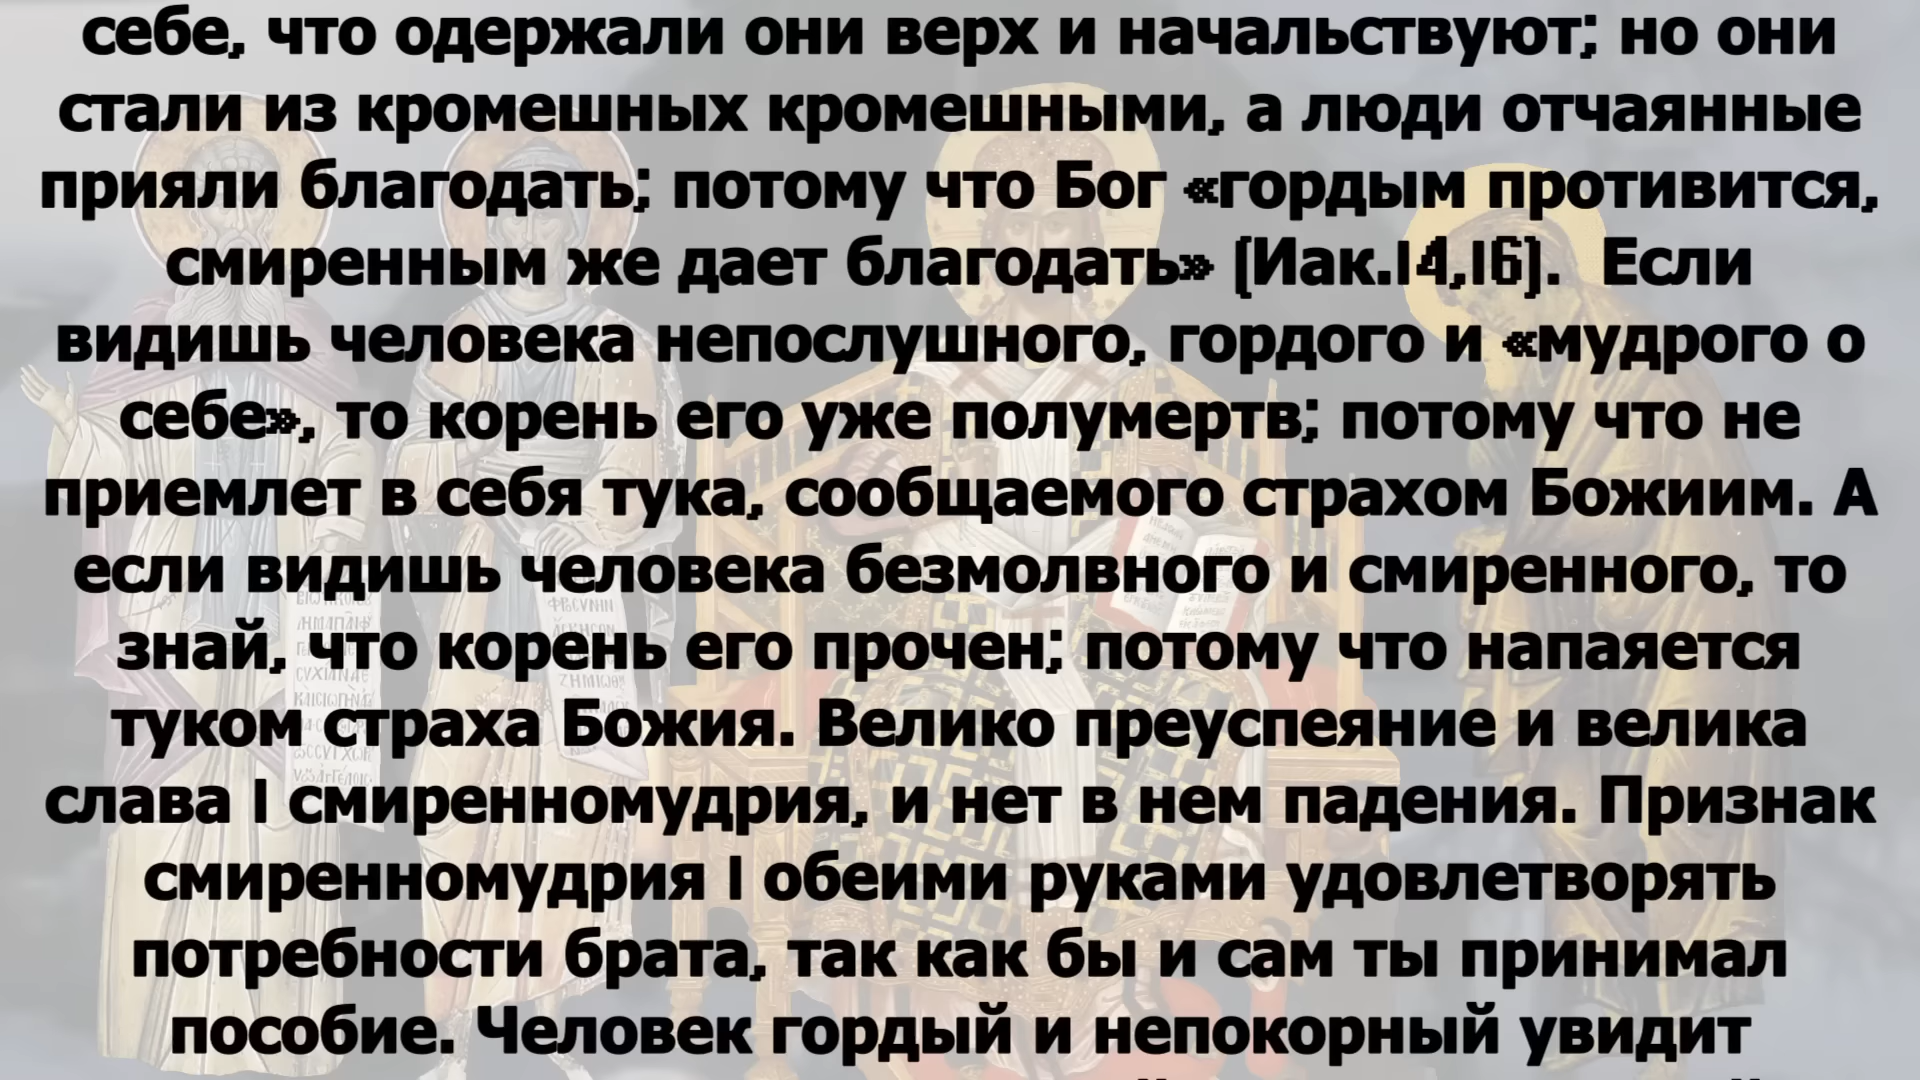 себе, что одержали они верх и начальствуют; но они
стали из кромешных кромешными, а люди отчаянные
прияли благодать; потому что Бог «гордым противится,
смиренным же дает благодать» (Иак.I4,I6).  Если
видишь человека непослушного, гордого и «мудрого о
себе», то корень его уже полумертв; потому что не
приемлет в себя тука, сообщаемого страхом Божиим. А
если видишь человека безмолвного и смиренного, то
знай, что корень его прочен; потому что напаяется
туком страха Божия. Велико преуспеяние и велика
слава I смиренномудрия, и нет в нем падения. Признак
смиренномудрия I обеими руками удовлетворять
потребности брата, так как бы и сам ты принимал
пособие. Человек гордый и непокорный увидит